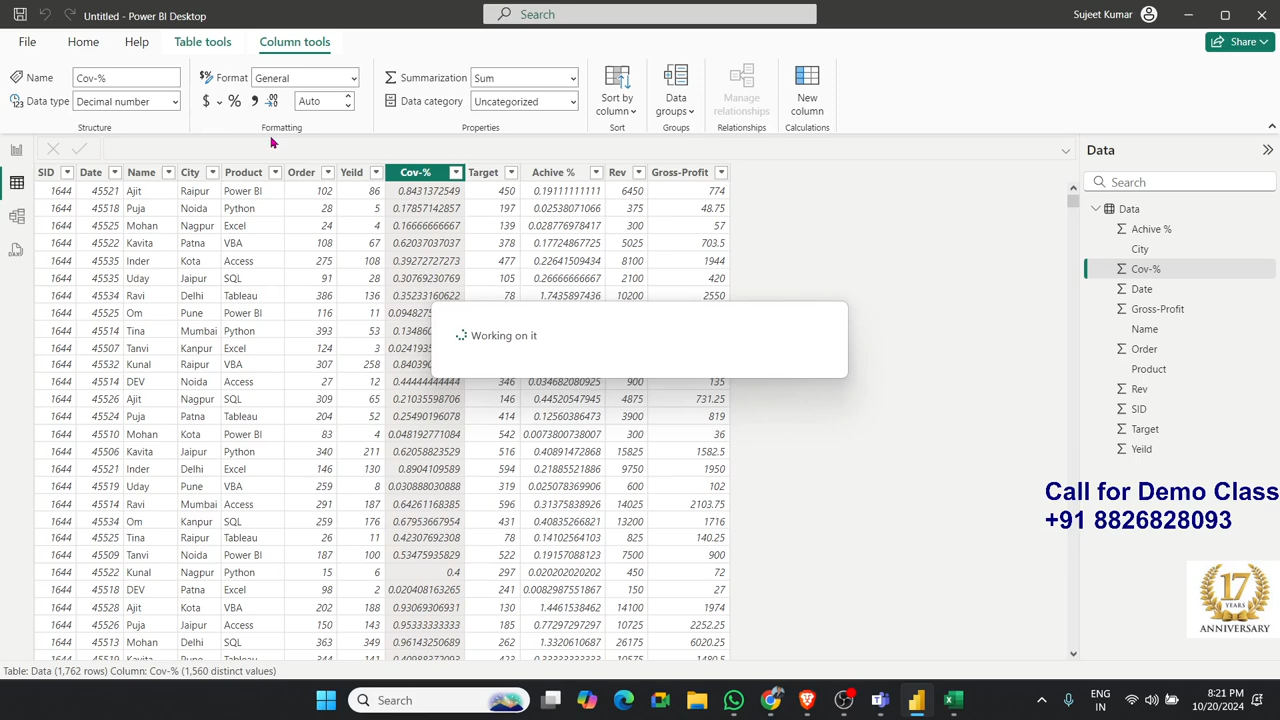 Untitled - Power BI Desktop
Search
Sujeet Kumar
File Home Help Table tools Column tools
Share
Name Cov-%
Format General
Summarization Sum
Data type Decimal number
$ % Auto
Data category Uncategorized
Sort by column
Data groups
Manage relationships
New column
Structure Formatting Properties Sort Groups Relationships Calculations
SID Date Name City Product Order Yeild Cov-% Target Achive % Rev Gross-Profit
1644 45521 Ajit Raipur Power BI 102 86 0.8431372549 450 0.19111111111 6450 774
1644 45518 Puja Noida Python 28 5 0.17857142857 197 0.02538071066 375 48.75
1644 45525 Mohan Nagpur Excel 24 4 0.16666666667 139 0.028776978417 300 57
1644 45522 Kavita Patna VBA 108 67 0.62037037037 378 0.17724867725 5025 703.5
1644 45535 Inder Kota Access 275 108 0.39272727273 477 0.22641509434 8100 1944
1644 45535 Uday Jaipur SQL 91 28 0.30769230769 105 0.26666666667 2100 420
1644 45534 Ravi Delhi Tableau 386 136 0.35233160622 78 1.7435897436 10200 2550
1644 45525 Om Pune Power BI 116 11
1644 45514 Tina Mumbai Python 393 53
1644 45507 Tanvi Kanpur Excel 124 3
1644 45532 Kunal Raipur VBA 307 258
1644 45514 DEV Noida Access 27 12 0.44444444444 346 0.034682080925 900 135
1644 45526 Ajit Nagpur SQL 309 65 0.21035598706 146 0.44520547945 4875 731.25
1644 45524 Puja Patna Tableau 204 52 0.25490196078 414 0.12560386473 3900 819
1644 45510 Mohan Kota Power BI 83 4 0.048192771084 542 0.0073800738007 300 36
1644 45506 Kavita Jaipur Python 340 211 0.62058823529 516 0.40891472868 15825 1582.5
1644 45521 Inder Delhi Excel 146 130 0.8904109589 594 0.21885521886 9750 1950
1644 45519 Uday Pune VBA 259 8 0.030888030888 319 0.025078369906 600 102
1644 45514 Ravi Mumbai Access 291 187 0.64261168385 596 0.31375838926 14025 2103.75
1644 45534 Om Kanpur SQL 259 176 0.67953667954 431 0.40835266821 13200 1716
1644 45525 Tina Raipur Tableau 26 11 0.42307692308 78 0.14102564103 825 140.25
1644 45509 Tanvi Noida Power BI 187 100 0.53475935829 522 0.19157088123 7500 900
1644 45522 Kunal Nagpur Python 15 6 0.4 297 0.020202020202 450 72
1644 45518 DEV Patna Excel 98 2 0.020408163265 241 0.0082987551867 150 27
1644 45528 Ajit Kota VBA 202 188 0.93069306931 130 1.4461538462 14100 1974
1644 45526 Puja Jaipur Access 150 143 0.95333333333 185 0.77297297297 10725 2252.25
1644 45513 Mohan Delhi SQL 363 349 0.96143250689 262 1.3320610687 26175 6020.25
Working on it
Table: Data (1,762 rows) Column: Cov-% (1,560 distinct values)
Data
Search
Data
Achive %
City
Cov-%
Date
Gross-Profit
Name
Order
Product
Rev
SID
Target
Yeild
Call for Demo Class
+91 8826828093
17
YEARS
ANNIVERSARY
Search
ENG
IN
8:21 PM
10/20/2024